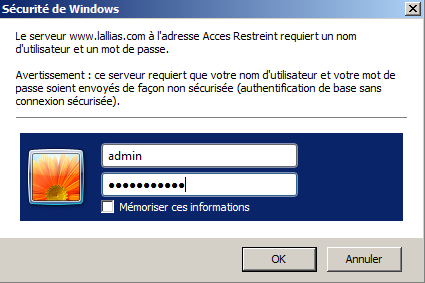 Sécurité de Windows
Le serveur www.lallias.com à l'adresse Acces Restreint requiert un nom
d'utilisateur et un mot de passe.
Avertissement : ce serveur requiert que votre nom d'utilisateur et votre mot de
passe soient envoyés de façon non sécurisée (authentification de base sans
connexion sécurisée).
admin
●●●●●●●●●●●
Mémoriser ces informations
OK
Annuler